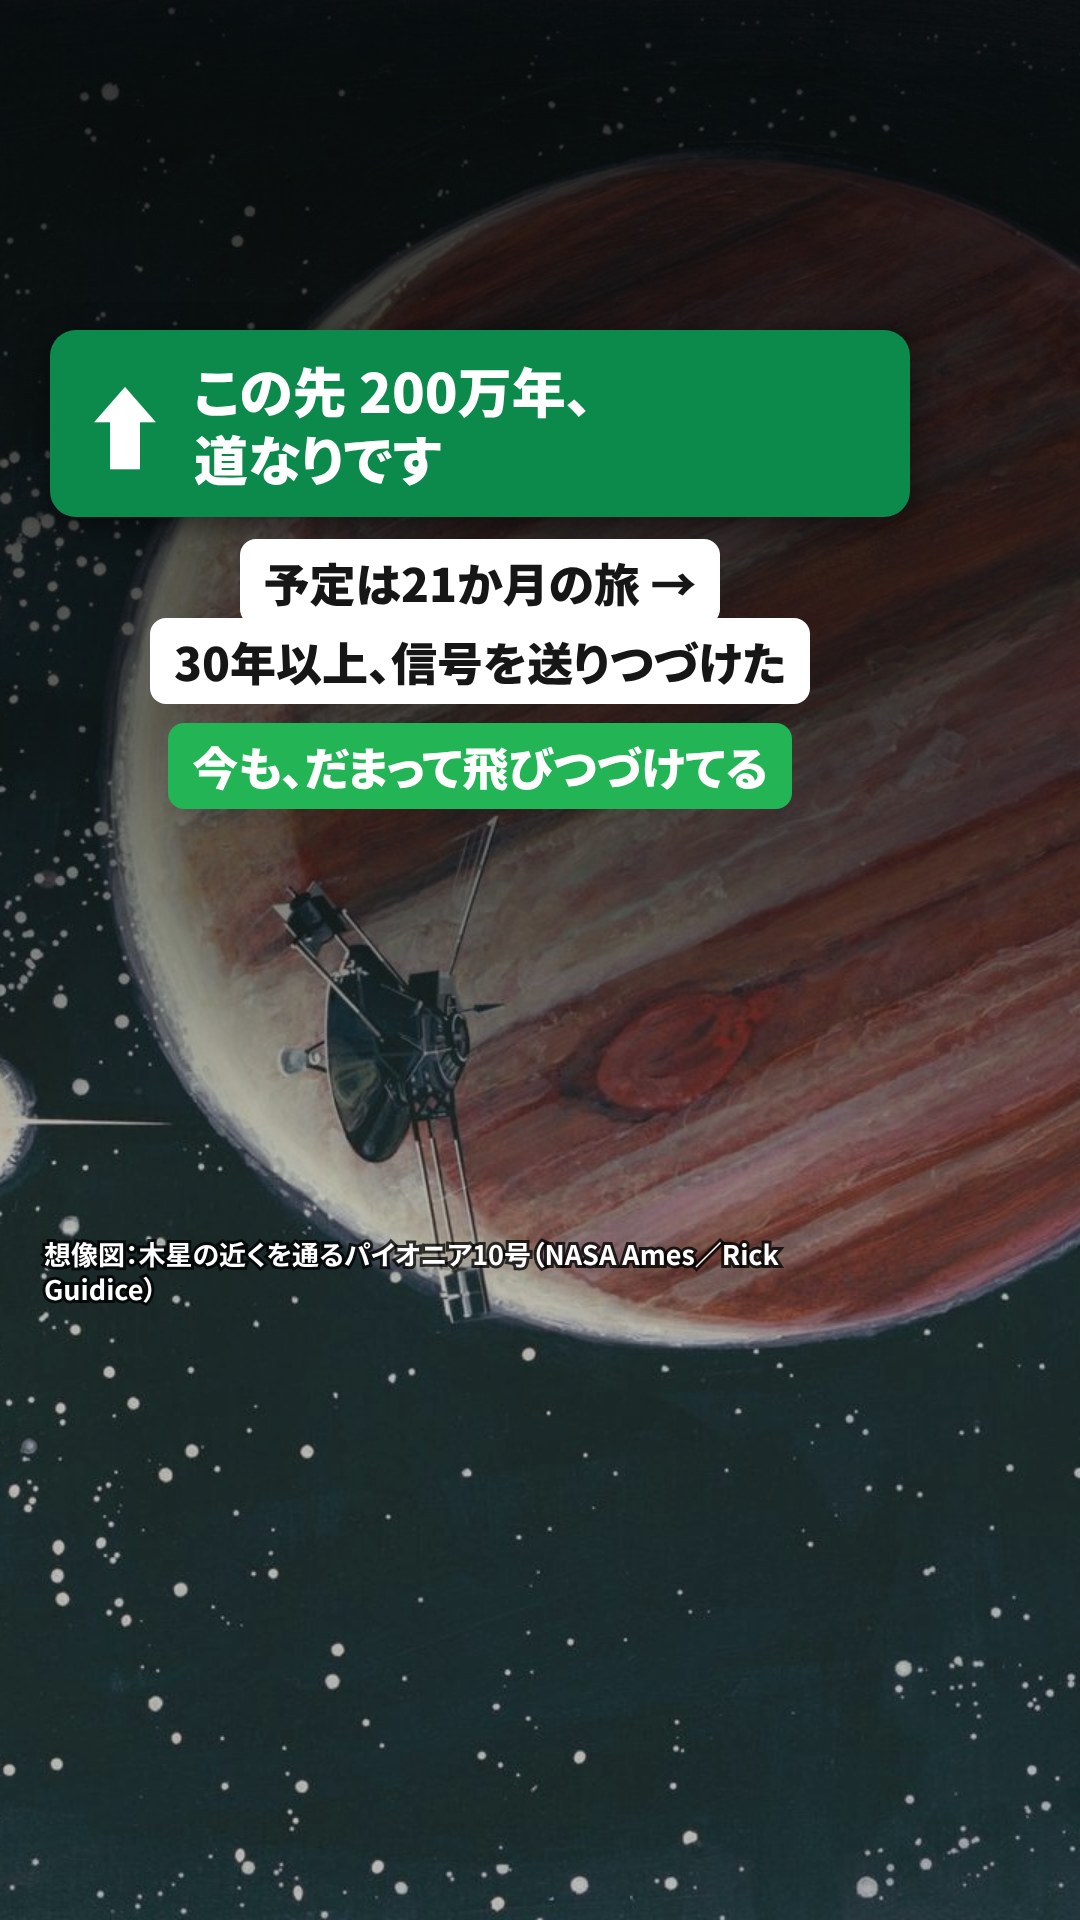 この先 200万年、
道なりです
予定は21か月の旅 →
30年以上、信号を送りつづけた
今も、だまって飛びつづけてる
想像図：木星の近くを通るパイオニア10号（NASA Ames／Rick
Guidice）